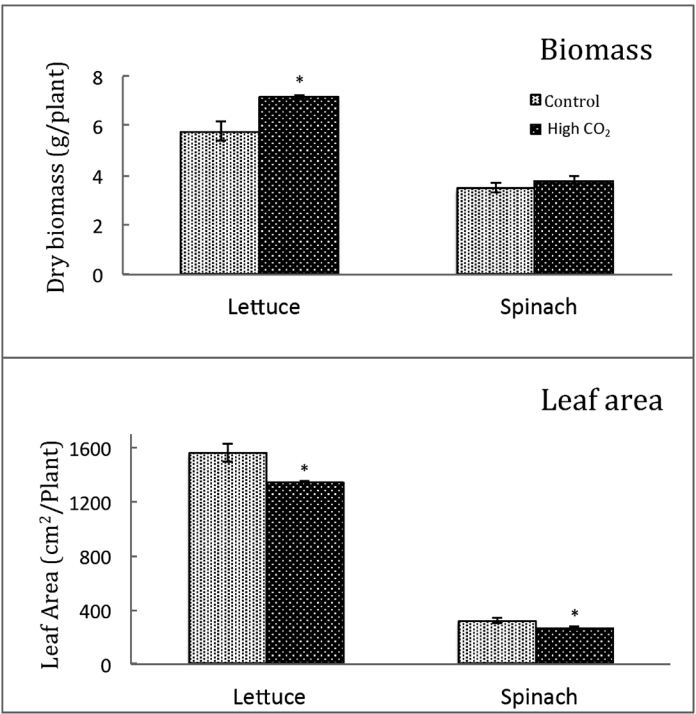 Biomass
Dry biomass (g/plant)
8
6
4
2
0
*
Control
High CO₂
Lettuce
Spinach
Leaf area
Leaf Area (cm²/Plant)
1600
1200
800
400
0
*
*
Lettuce
Spinach